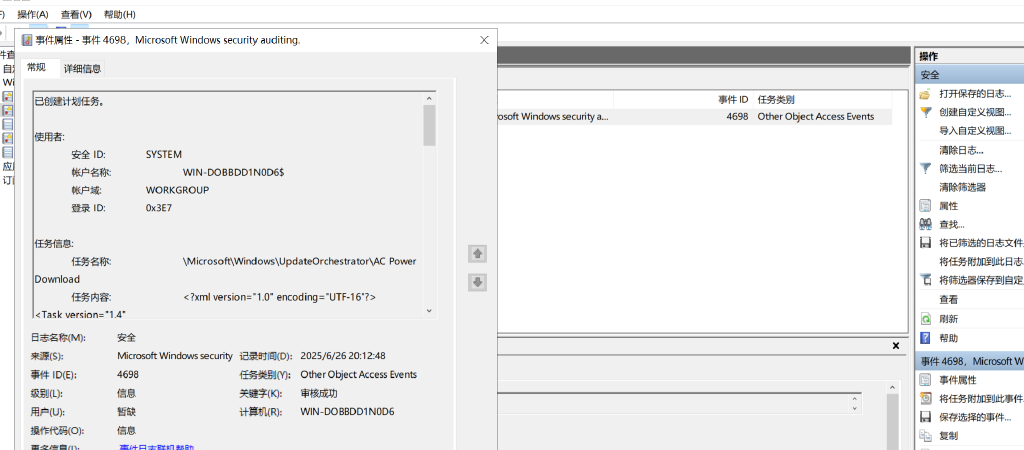 操作(A) 查看(V) 帮助(H)
事件属性 - 事件 4698，Microsoft Windows security auditing.
常规 详细信息
已创建计划任务。
使用者:
安全 ID: SYSTEM
帐户名称: WIN-DOBBDD1N0D6$
帐户域: WORKGROUP
登录 ID: 0x3E7
任务信息:
任务名称: \Microsoft\Windows\UpdateOrchestrator\AC Power
Download
任务内容: <?xml version="1.0" encoding="UTF-16"?>
<Task version="1.4"
日志名称(M): 安全
来源(S): Microsoft Windows security 记录时间(D): 2025/6/26 20:12:48
事件 ID(E): 4698 任务类别(Y): Other Object Access Events
级别(L): 信息 关键字(K): 审核成功
用户(U): 暂缺 计算机(R): WIN-DOBBDD1N0D6
操作代码(O): 信息
更多信息(I): 事件日志联机帮助
事件 ID 任务类别
Windows security a... 4698 Other Object Access Events
操作
安全
打开保存的日志...
创建自定义视图...
导入自定义视图...
清除日志...
筛选当前日志...
清除筛选器
属性
查找...
将已筛选的日志文件
将任务附加到此日志
将筛选器保存到自定
查看
刷新
帮助
事件 4698，Microsoft W
事件属性
将任务附加到此事件
保存选择的事件...
复制